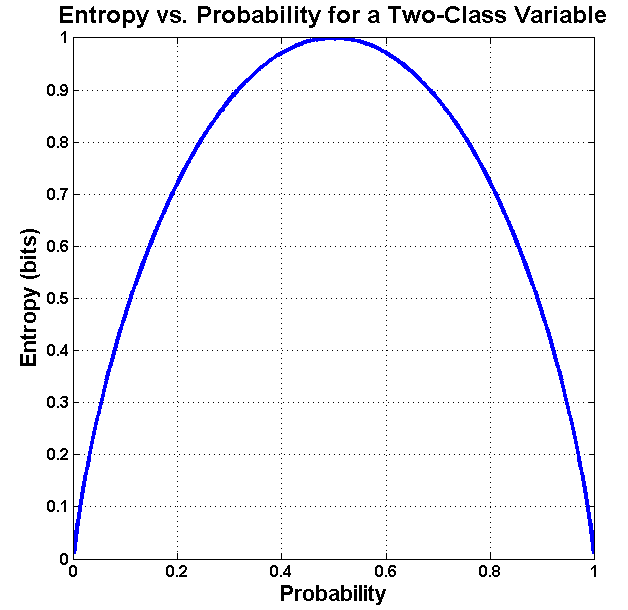 Entropy vs. Probability for a Two-Class Variable
1
0.9
0.8
0.7
0.6
0.5
0.4
0.3
0.2
0.1
0
Entropy (bits)
0 0.2 0.4 0.6 0.8 1
Probability